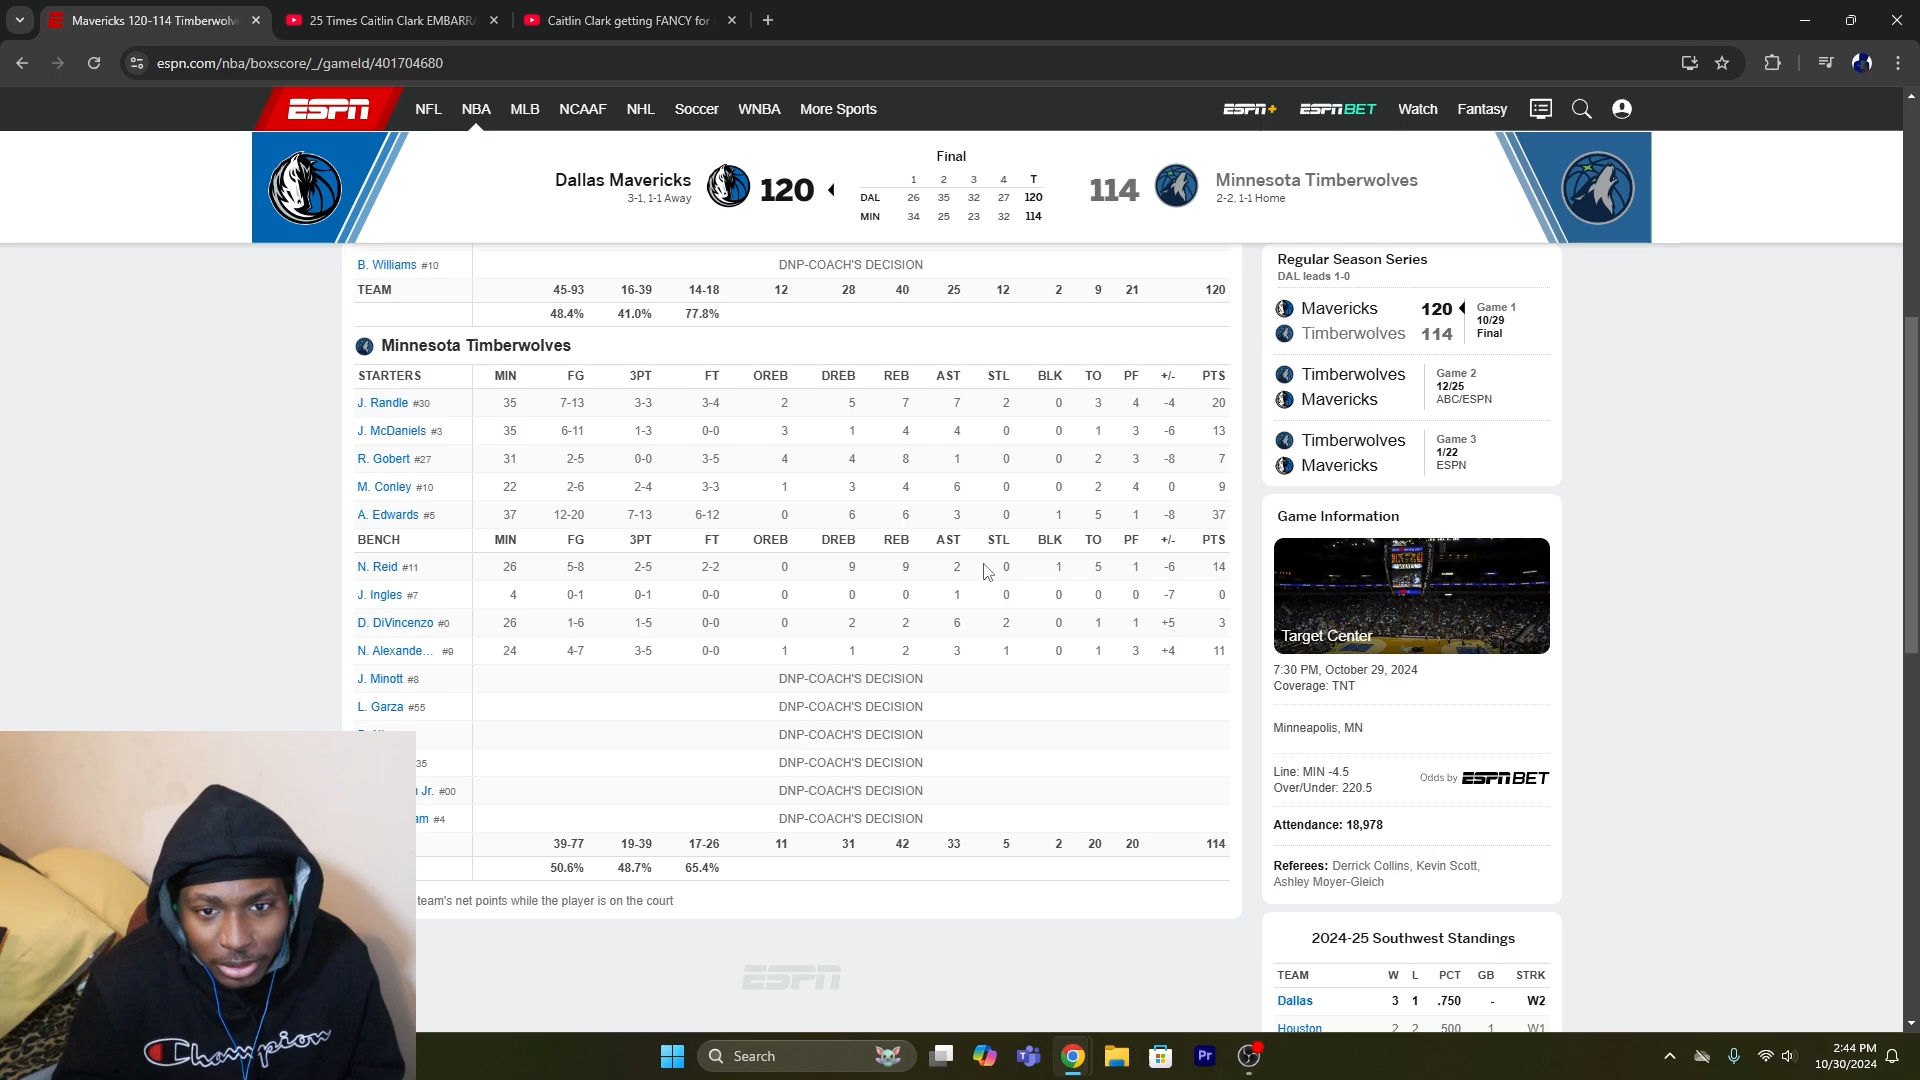 Mavericks 120-114 Timberwolv
25 Times Caitlin Clark EMBARRA
Caitlin Clark getting FANCY for
espn.com/nba/boxscore/_/gameId/401704680
ESPN NFL NBA MLB NCAAF NHL Soccer WNBA More Sports ESPN+ ESPN BET Watch Fantasy
Final
Dallas Mavericks 120 114 Minnesota Timberwolves
3-1, 1-1 Away 2-2, 1-1 Home
1 2 3 4 T
DAL 26 35 32 27 120
MIN 34 25 23 32 114
B. Williams #10 DNP-COACH'S DECISION
TEAM 45-93 16-39 14-18 12 28 40 25 12 2 9 21 120
48.4% 41.0% 77.8%
Minnesota Timberwolves
STARTERS MIN FG 3PT FT OREB DREB REB AST STL BLK TO PF +/- PTS
J. Randle #30 35 7-13 3-3 3-4 2 5 7 7 2 0 3 4 -4 20
J. McDaniels #3 35 6-11 1-3 0-0 3 1 4 4 0 0 1 3 -6 13
R. Gobert #27 31 2-5 0-0 3-5 4 4 8 1 0 0 2 3 -8 7
M. Conley #10 22 2-6 2-4 3-3 1 3 4 6 0 0 2 4 0 9
A. Edwards #5 37 12-20 7-13 6-12 0 6 6 3 0 1 5 1 -8 37
BENCH MIN FG 3PT FT OREB DREB REB AST STL BLK TO PF +/- PTS
N. Reid #11 26 5-8 2-5 2-2 0 9 9 2 0 1 5 1 -6 14
J. Ingles #7 4 0-1 0-1 0-0 0 0 0 1 0 0 0 0 -7 0
D. DiVincenzo #0 26 1-6 1-5 0-0 0 2 2 6 2 0 1 1 +5 3
N. Alexande... #9 24 4-7 3-5 0-0 1 1 2 3 1 0 1 3 +4 11
J. Minott #8 DNP-COACH'S DECISION
L. Garza #55 DNP-COACH'S DECISION
DNP-COACH'S DECISION
35 DNP-COACH'S DECISION
Jr. #00 DNP-COACH'S DECISION
am #4 DNP-COACH'S DECISION
39-77 19-39 17-26 11 31 42 33 5 2 20 20 114
50.6% 48.7% 65.4%
team's net points while the player is on the court
ESPN
Regular Season Series
DAL leads 1-0
Mavericks 120 Game 1
10/29
Timberwolves 114 Final
Timberwolves Game 2
12/25
Mavericks ABC/ESPN
Timberwolves Game 3
1/22
Mavericks ESPN
Game Information
Target Center
7:30 PM, October 29, 2024
Coverage: TNT
Minneapolis, MN
Line: MIN -4.5
Over/Under: 220.5
Odds by ESPN BET
Attendance: 18,978
Referees: Derrick Collins, Kevin Scott,
Ashley Moyer-Gleich
2024-25 Southwest Standings
TEAM W L PCT GB STRK
Dallas 3 1 .750 - W2
Houston 2 2 .500 1 W1
Champion
Search
Pr
2:44 PM
10/30/2024